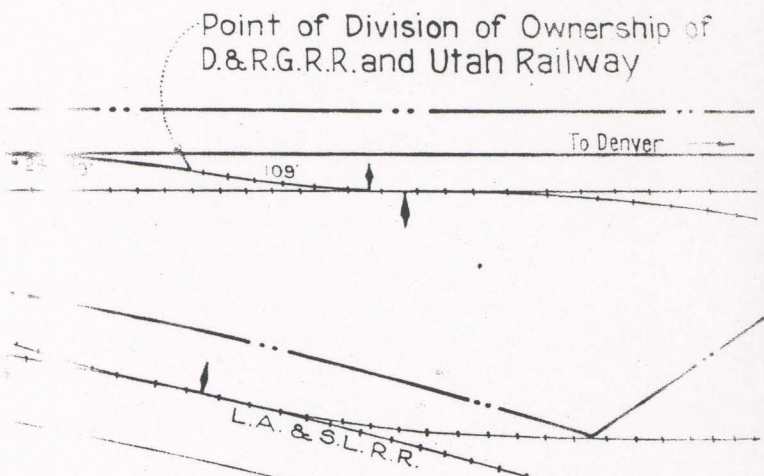 Point of Division of Ownership of
D.&R.G.R.R. and Utah Railway
To Denver
109'
L.A. & S.L.R.R.